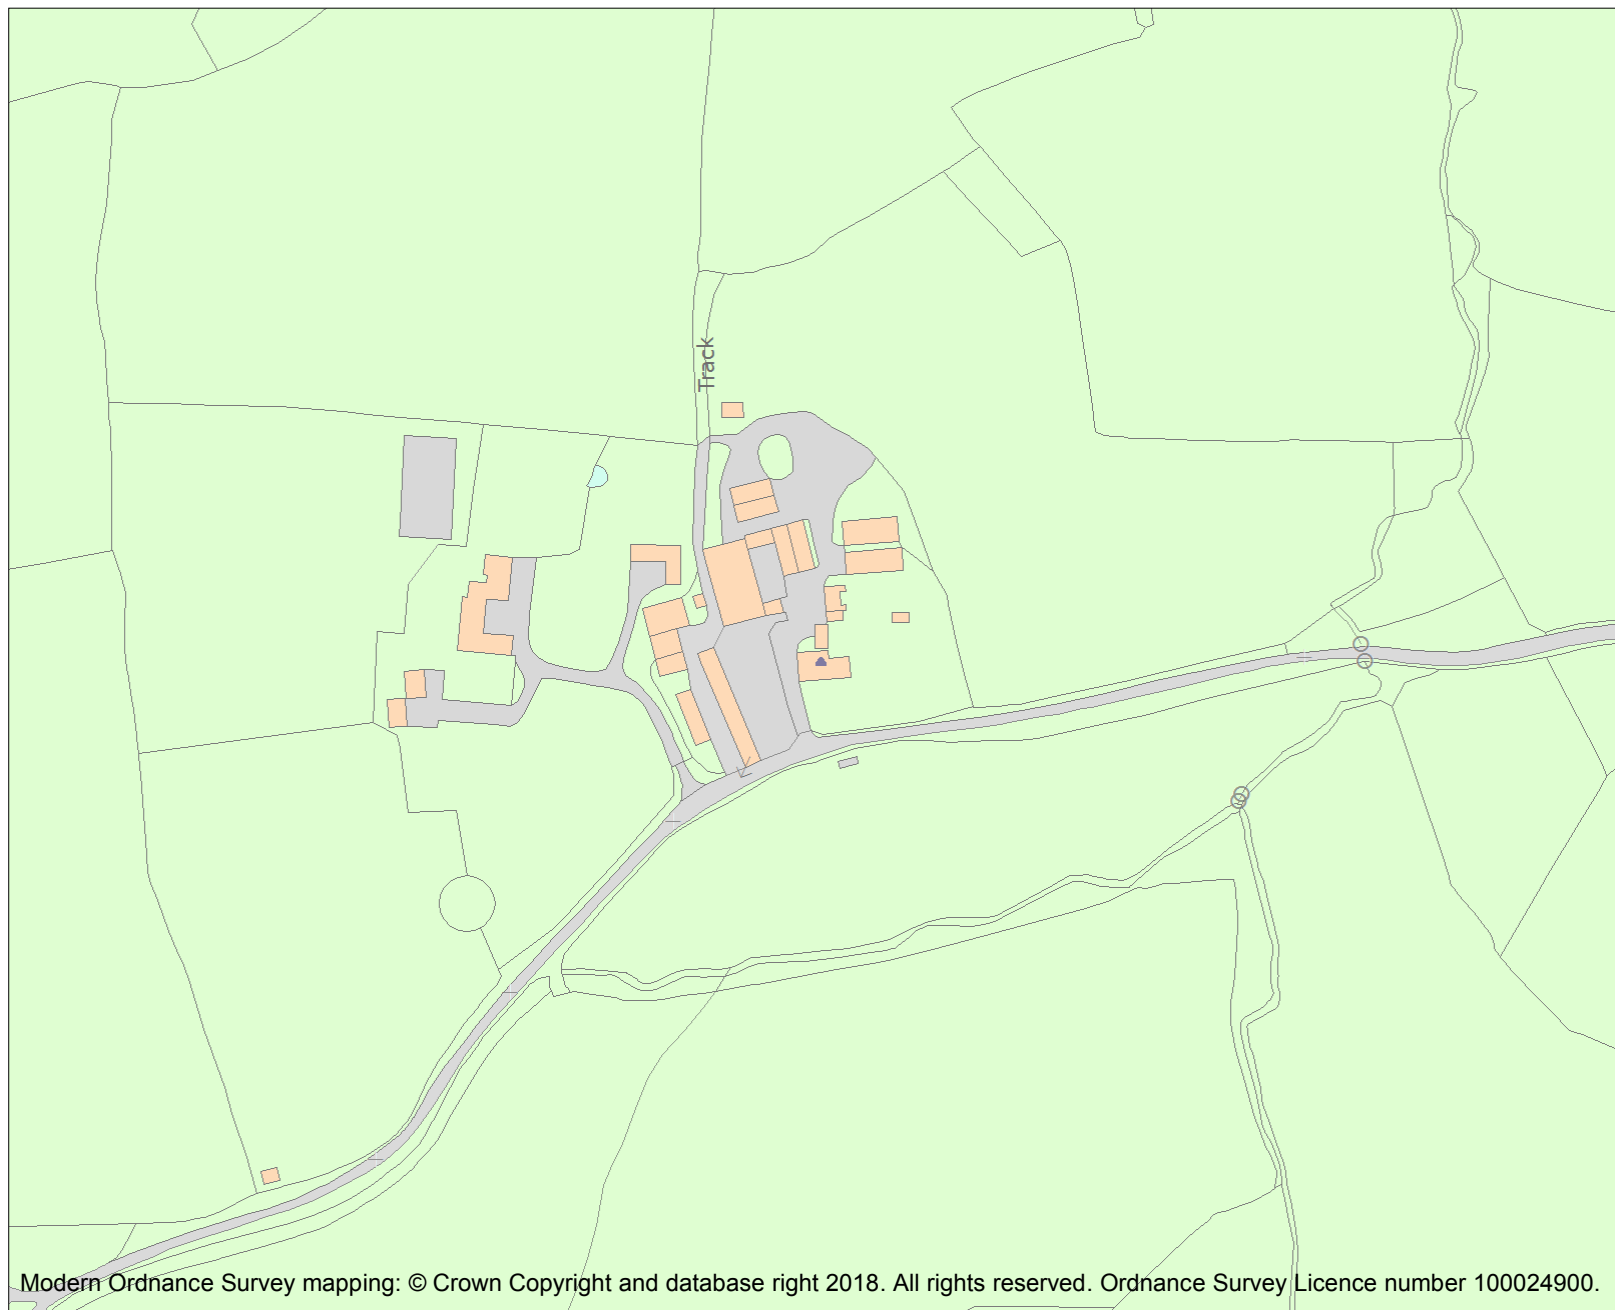 Track
Modern Ordnance Survey mapping: © Crown Copyright and database right 2018. All rights reserved. Ordnance Survey Licence number 100024900.